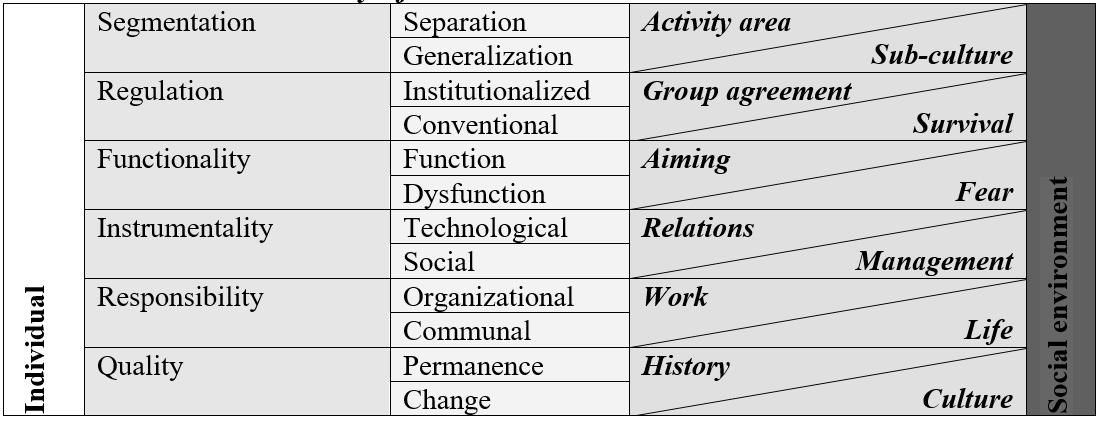 Segmentation
Separation
Activity area
Generalization
Sub-culture
Regulation
Institutionalized
Group agreement
Conventional
Survival
Functionality
Function
Aiming
Dysfunction
Fear
Instrumentality
Technological
Relations
Social
Management
Responsibility
Organizational
Work
Communal
Life
Quality
Permanence
History
Change
Culture
Individual
Social environment